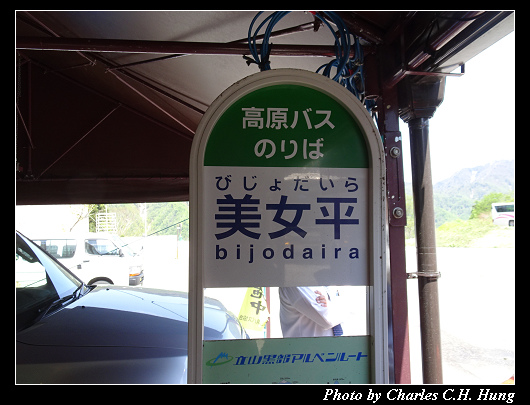 高原バス
のりば
びじょだいら
美女平
bijodaira
中
立山黒部アルペンルート
Photo by Charles C.H. Hung